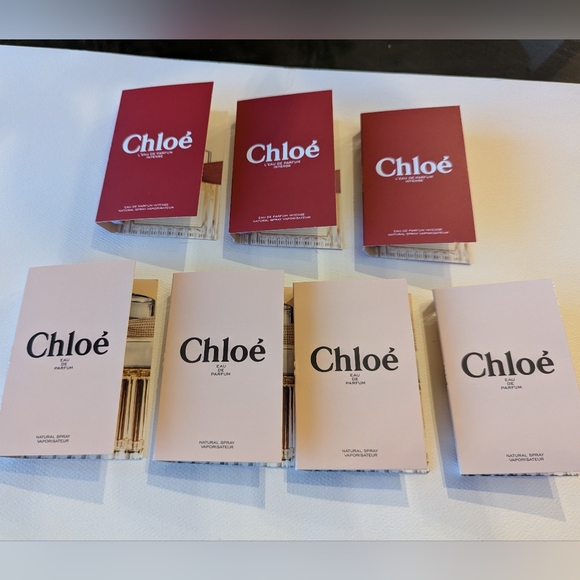 Chloé
L'EAU DE PARFUM
INTENSE
EAU DE PARFUM INTENSE
NATURAL SPRAY VAPORISATEUR
Chloé
L'EAU DE PARFUM
INTENSE
EAU DE PARFUM INTENSE
NATURAL SPRAY VAPORISATEUR
Chloé
L'EAU DE PARFUM
INTENSE
EAU DE PARFUM INTENSE
NATURAL SPRAY VAPORISATEUR
Chloé
EAU
DE
PARFUM
NATURAL SPRAY
VAPORISATEUR
Chloé
EAU
DE
PARFUM
NATURAL SPRAY
VAPORISATEUR
Chloé
EAU
DE
PARFUM
NATURAL SPRAY
VAPORISATEUR
Chloé
EAU
DE
PARFUM
NATURAL SPRAY
VAPORISATEUR